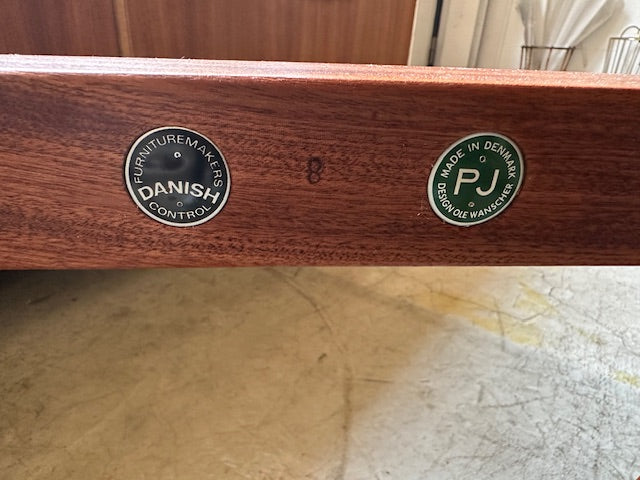 FURNITUREMAKERS
DANISH
CONTROL
8
MADE IN DENMARK
PJ
DESIGN OLE WANSCHER